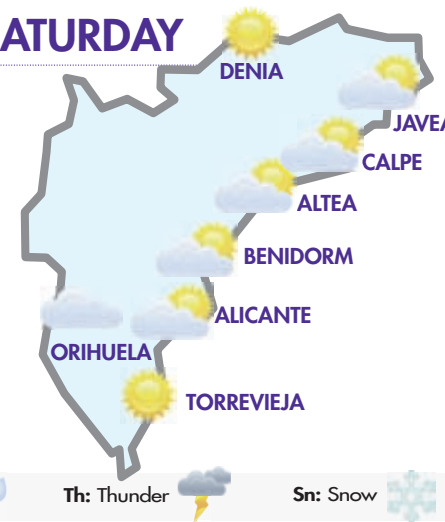 ATURDAY
DENIA
JAVEA
CALPE
ALTEA
BENIDORM
ALICANTE
ORIHUELA
TORREVIEJA
Th: Thunder
Sn: Snow